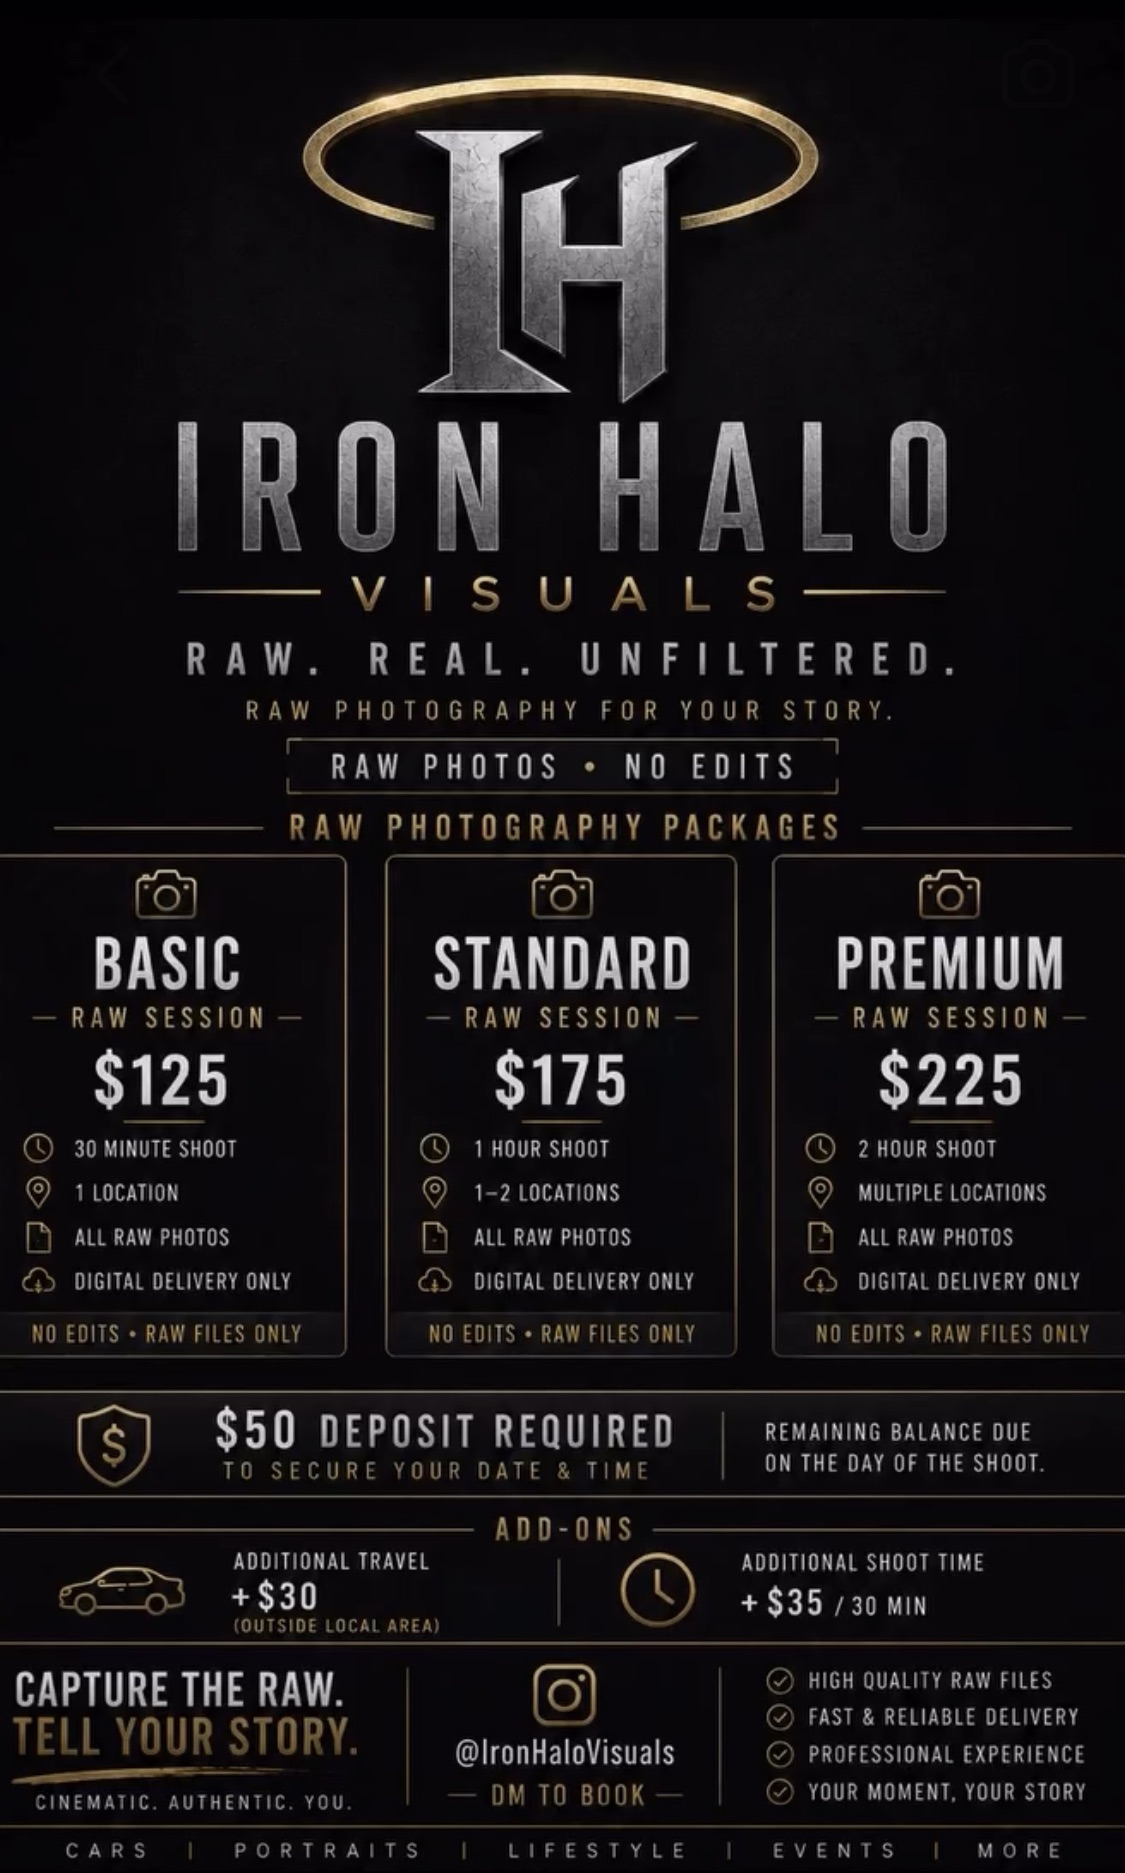 IH
IRON HALO
VISUALS
RAW. REAL. UNFILTERED.
RAW PHOTOGRAPHY FOR YOUR STORY.
RAW PHOTOS • NO EDITS
RAW PHOTOGRAPHY PACKAGES
BASIC
— RAW SESSION —
$125
30 MINUTE SHOOT
1 LOCATION
ALL RAW PHOTOS
DIGITAL DELIVERY ONLY
NO EDITS • RAW FILES ONLY
STANDARD
— RAW SESSION —
$175
1 HOUR SHOOT
1–2 LOCATIONS
ALL RAW PHOTOS
DIGITAL DELIVERY ONLY
NO EDITS • RAW FILES ONLY
PREMIUM
— RAW SESSION —
$225
2 HOUR SHOOT
MULTIPLE LOCATIONS
ALL RAW PHOTOS
DIGITAL DELIVERY ONLY
NO EDITS • RAW FILES ONLY
$
$50 DEPOSIT REQUIRED
TO SECURE YOUR DATE & TIME
REMAINING BALANCE DUE
ON THE DAY OF THE SHOOT.
ADD-ONS
ADDITIONAL TRAVEL
+$30
(OUTSIDE LOCAL AREA)
ADDITIONAL SHOOT TIME
+ $35 / 30 MIN
CAPTURE THE RAW.
TELL YOUR STORY.
CINEMATIC. AUTHENTIC. YOU.
@IronHaloVisuals
— DM TO BOOK —
HIGH QUALITY RAW FILES
FAST & RELIABLE DELIVERY
PROFESSIONAL EXPERIENCE
YOUR MOMENT, YOUR STORY
CARS | PORTRAITS | LIFESTYLE | EVENTS | MORE